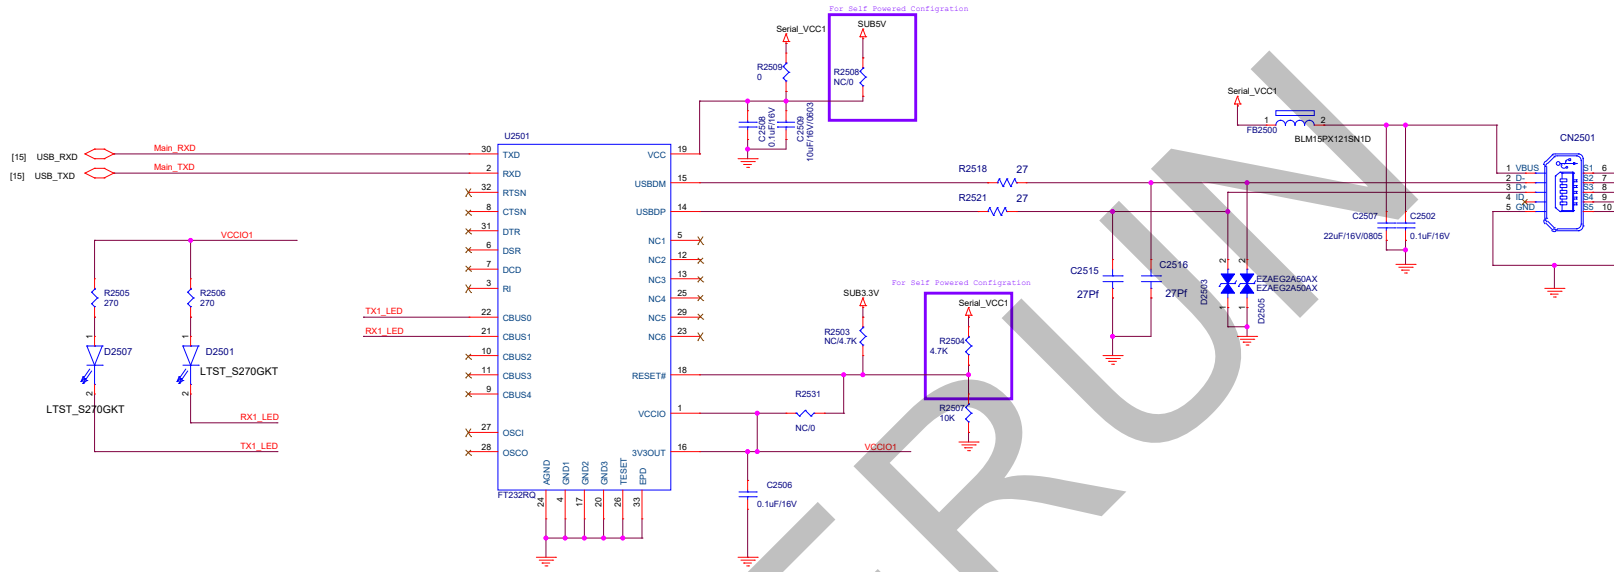 For Self Powered Configration
Serial_VCC1
SUB5V
R2509
0
R2508
NC/0
C2508
0.1uF/16V
C2509
10uF/16V/0603
Serial_VCC1
1
2
FB2500
BLM15PX121SN1D
CN2501
U2501
[15] USB_RXD
Main_RXD
30
TXD
VCC
19
[15] USB_TXD
Main_TXD
2
RXD
32
RTSN
USBDM
15
R2518
27
8
CTSN
USBDP
14
R2521
27
31
DTR
6
DSR
7
DCD
3
RI
NC1
5
NC2
12
NC3
13
NC4
25
NC5
29
NC6
23
1
VBUS
2
D-
3
D+
4
ID
5
GND
S1
6
S2
7
S3
8
S4
9
S5
10
C2507
22uF/16V/0805
C2502
0.1uF/16V
C2515
27Pf
C2516
27Pf
2
2
D2503
1
1
D2505
EZAEG2A50AX
EZAEG2A50AX
VCCIO1
R2505
270
R2506
270
1
1
D2507
D2501
LTST_S270GKT
2
2
LTST_S270GKT
RX1_LED
TX1_LED
TX1_LED
22
CBUS0
RX1_LED
21
CBUS1
10
CBUS2
11
CBUS3
9
CBUS4
27
OSCI
28
OSCO
For Self Powered Configration
SUB3.3V
Serial_VCC1
R2503
NC/4.7K
R2504
4.7K
RESET#
18
R2531
NC/0
R2507
10K
VCCIO
1
3V3OUT
16
VCCIO1
C2506
0.1uF/16V
AGND
GND1
GND2
GND3
TESET
EPD
FT232RQ
24
4
17
20
26
33